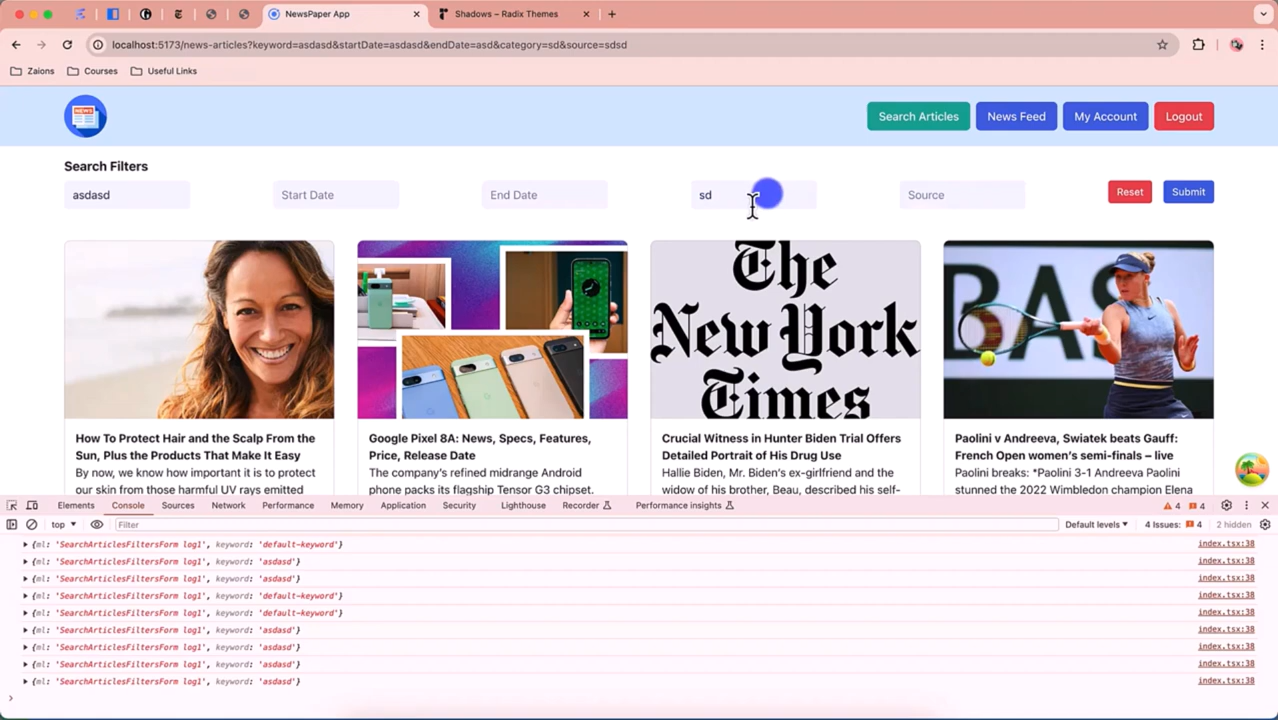 NewsPaper App
Shadows – Radix Themes
localhost:5173/news-articles?keyword=asdasd&startDate=asdasd&endDate=asd&category=sd&source=sdsd
Zaions
Courses
Useful Links
NEWS
Search Articles
News Feed
My Account
Logout
Search Filters
asdasd
Start Date
End Date
sd
Source
Reset
Submit
The
New York
Times
BAS
How To Protect Hair and the Scalp From the
Sun, Plus the Products That Make It Easy
By now, we know how important it is to protect
our skin from those harmful UV rays emitted
Google Pixel 8A: News, Specs, Features,
Price, Release Date
The company's refined midrange Android
phone packs its flagship Tensor G3 chipset.
Crucial Witness in Hunter Biden Trial Offers
Detailed Portrait of His Drug Use
Hallie Biden, Mr. Biden's ex-girlfriend and the
widow of his brother, Beau, described his self-
Paolini v Andreeva, Swiatek beats Gauff:
French Open women's semi-finals – live
Paolini breaks: *Paolini 3-1 Andreeva Paolini
stunned the 2022 Wimbledon champion Elena
Elements Console Sources Network Performance Memory Application Security Lighthouse Recorder Performance insights 4 4
top Filter Default levels 4 Issues: 4 2 hidden
{ml: 'SearchArticlesFiltersForm log1', keyword: 'default-keyword'} index.tsx:38
{ml: 'SearchArticlesFiltersForm log1', keyword: 'asdasd'} index.tsx:38
{ml: 'SearchArticlesFiltersForm log1', keyword: 'asdasd'} index.tsx:38
{ml: 'SearchArticlesFiltersForm log1', keyword: 'default-keyword'} index.tsx:38
{ml: 'SearchArticlesFiltersForm log1', keyword: 'default-keyword'} index.tsx:38
{ml: 'SearchArticlesFiltersForm log1', keyword: 'asdasd'} index.tsx:38
{ml: 'SearchArticlesFiltersForm log1', keyword: 'asdasd'} index.tsx:38
{ml: 'SearchArticlesFiltersForm log1', keyword: 'asdasd'} index.tsx:38
{ml: 'SearchArticlesFiltersForm log1', keyword: 'asdasd'} index.tsx:38